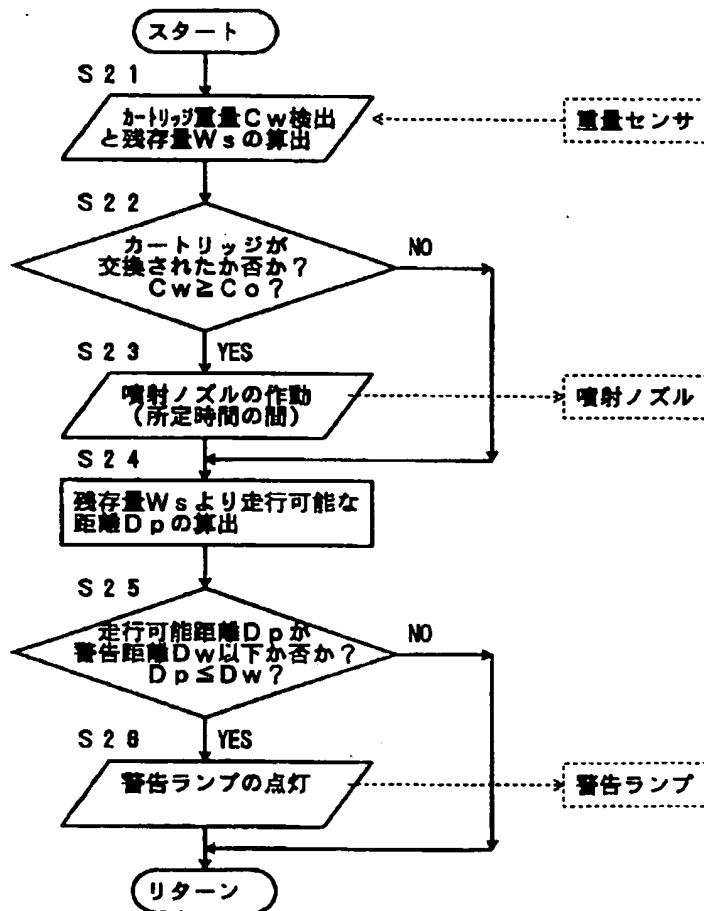 スタート
S21
カートリッジ重量Cw検出
と残存量Wsの算出
重量センサ
S22
カートリッジが
交換されたか否か?
Cw≧Co?
NO
YES
S23
噴射ノズルの作動
(所定時間の間)
噴射ノズル
S24
残存量Wsより走行可能な
距離Dpの算出
S25
走行可能距離Dpが
警告距離Dw以下か否か?
Dp≦Dw?
NO
YES
S26
警告ランプの点灯
警告ランプ
リターン